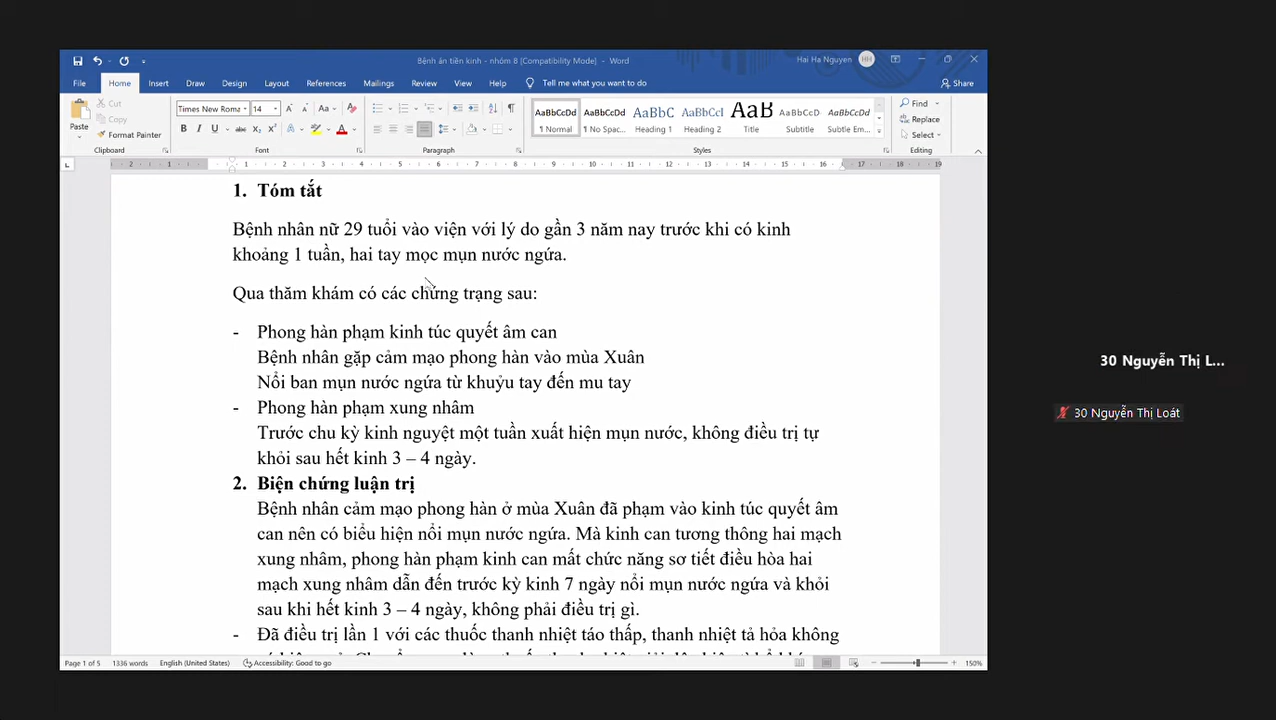 Bệnh án tiền kinh - nhóm 8 [Compatibility Mode] - Word
Hai Ha Nguyen HH
File Home Insert Draw Design Layout References Mailings Review View Help Tell me what you want to do Share
Paste
Cut
Copy
Format Painter
Times New Roma 14
AaBbCcDd AaBbCcDd AaBbC AaBbCcI AaB AaBbCcD AaBbCcDd
¶ Normal ¶ No Spac... Heading 1 Heading 2 Title Subtitle Subtle Em...
Find
Replace
Select
Clipboard Font Paragraph Styles Editing
1. Tóm tắt
Bệnh nhân nữ 29 tuổi vào viện với lý do gần 3 năm nay trước khi có kinh
khoảng 1 tuần, hai tay mọc mụn nước ngứa.
Qua thăm khám có các chứng trạng sau:
- Phong hàn phạm kinh túc quyết âm can
Bệnh nhân gặp cảm mạo phong hàn vào mùa Xuân
Nổi ban mụn nước ngứa từ khuỷu tay đến mu tay
- Phong hàn phạm xung nhâm
Trước chu kỳ kinh nguyệt một tuần xuất hiện mụn nước, không điều trị tự
khỏi sau hết kinh 3 – 4 ngày.
2. Biện chứng luận trị
Bệnh nhân cảm mạo phong hàn ở mùa Xuân đã phạm vào kinh túc quyết âm
can nên có biểu hiện nổi mụn nước ngứa. Mà kinh can tương thông hai mạch
xung nhâm, phong hàn phạm kinh can mất chức năng sơ tiết điều hòa hai
mạch xung nhâm dẫn đến trước kỳ kinh 7 ngày nổi mụn nước ngứa và khỏi
sau khi hết kinh 3 – 4 ngày, không phải điều trị gì.
- Đã điều trị lần 1 với các thuốc thanh nhiệt táo thấp, thanh nhiệt tả hỏa không
Page 1 of 5 1336 words English (United States) Accessibility: Good to go 150%
30 Nguyễn Thị L...
30 Nguyễn Thị Loát